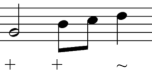 + + ~